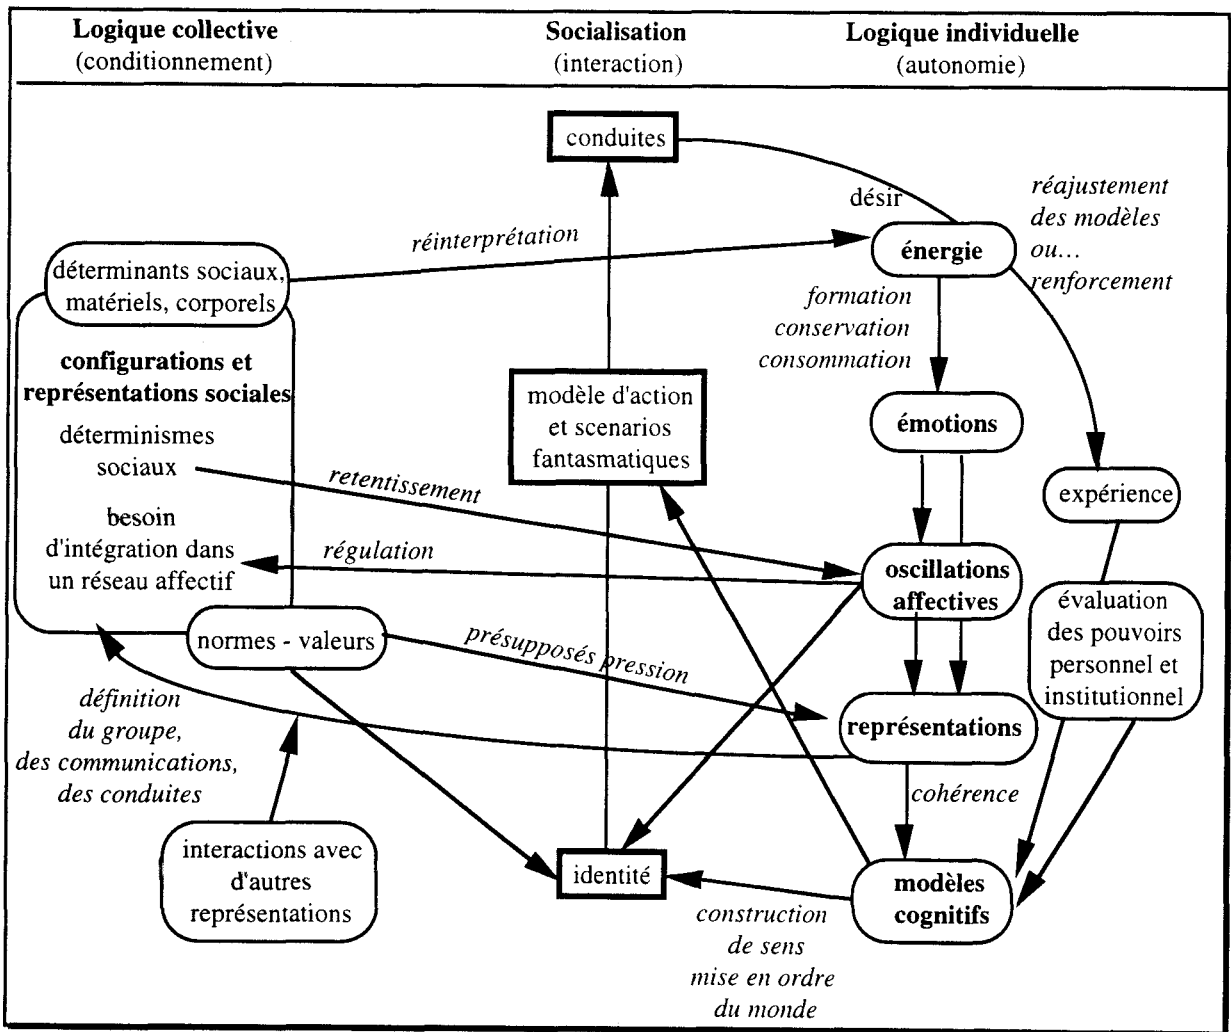 Logique collective
(conditionnement)
Socialisation
(interaction)
Logique individuelle
(autonomie)
conduites
désir
réajustement
des modèles
ou...
renforcement
réinterprétation
énergie
déterminants sociaux,
matériels, corporels
formation
conservation
consommation
configurations et
représentations sociales
modèle d'action
et scenarios
fantasmatiques
émotions
déterminismes
sociaux
retentissement
expérience
besoin
d'intégration dans
un réseau affectif
régulation
oscillations
affectives
évaluation
des pouvoirs
personnel et
institutionnel
normes - valeurs
présupposés pression
représentations
définition
du groupe,
des communications,
des conduites
cohérence
interactions avec
d'autres
représentations
identité
modèles
cognitifs
construction
de sens
mise en ordre
du monde